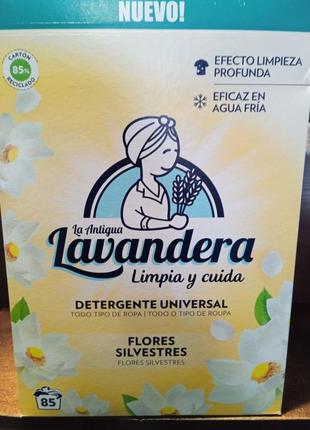 NUEVO!
CARTÓN
85%
RECICLADO
EFECTO LIMPIEZA
PROFUNDA
EFICAZ EN
AGUA FRÍA
La Antigua
Lavandera
Limpia y cuida
DETERGENTE UNIVERSAL
TODO TIPO DE ROPA | TODO O TIPO DE ROUPA
FLORES
SILVESTRES
FLORES SILVESTRES
85